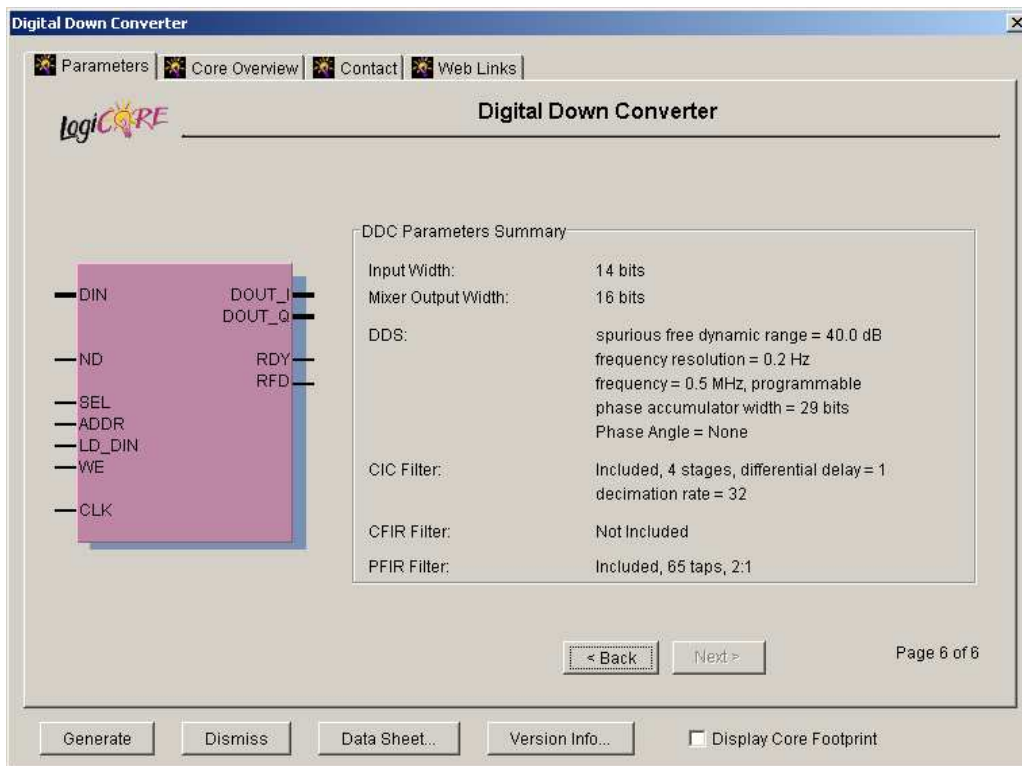 Digital Down Converter
Parameters Core Overview Contact Web Links
LogiCORE
Digital Down Converter
DIN
DOUT_I
DOUT_Q
ND
RDY
RFD
SEL
ADDR
LD_DIN
WE
CLK
DDC Parameters Summary
Input Width: 14 bits
Mixer Output Width: 16 bits
DDS: spurious free dynamic range = 40.0 dB
frequency resolution = 0.2 Hz
frequency = 0.5 MHz, programmable
phase accumulator width = 29 bits
Phase Angle = None
CIC Filter: Included, 4 stages, differential delay = 1
decimation rate = 32
CFIR Filter: Not Included
PFIR Filter: Included, 65 taps, 2:1
< Back Next > Page 6 of 6
Generate Dismiss Data Sheet... Version Info... Display Core Footprint